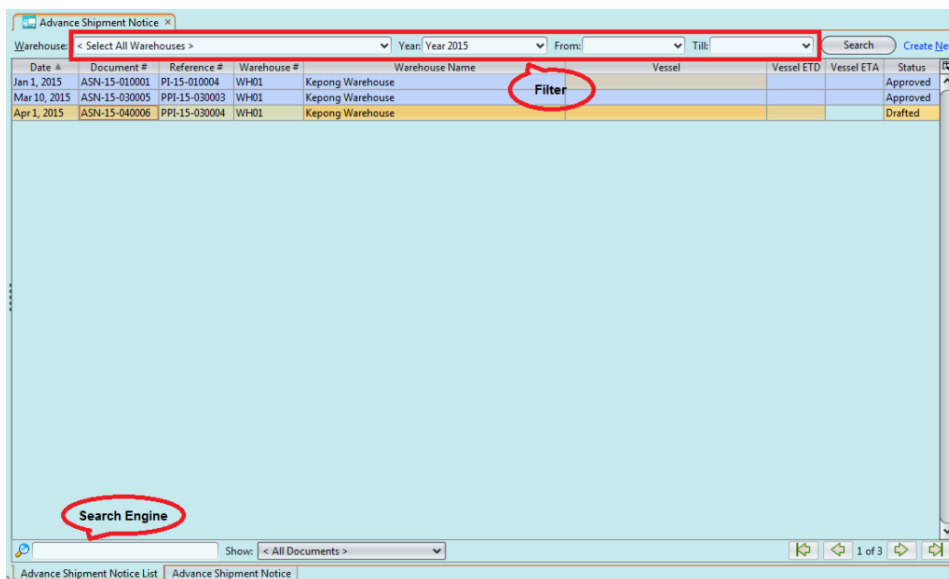 Advance Shipment Notice
Warehouse: < Select All Warehouses > Year: Year 2015 From: Till: Search Create Ne
Date Document # Reference # Warehouse # Warehouse Name Vessel Vessel ETD Vessel ETA Status
Jan 1, 2015 ASN-15-010001 PI-15-010004 WH01 Kepong Warehouse Approved
Mar 10, 2015 ASN-15-030005 PPI-15-030003 WH01 Kepong Warehouse Approved
Apr 1, 2015 ASN-15-040006 PPI-15-030004 WH01 Kepong Warehouse Drafted
Filter
Search Engine
Show: < All Documents > 1 of 3
Advance Shipment Notice List Advance Shipment Notice